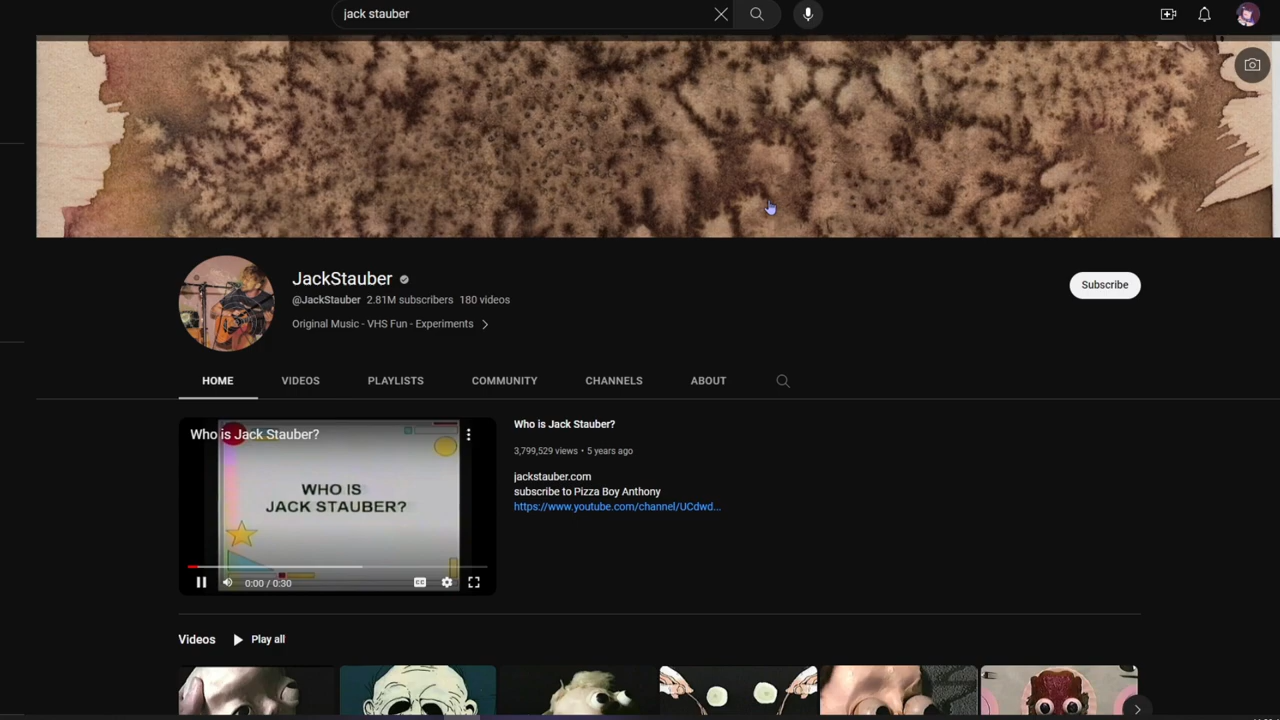 jack stauber
JackStauber
@JackStauber 2.81M subscribers 180 videos
Original Music - VHS Fun - Experiments
Subscribe
HOME VIDEOS PLAYLISTS COMMUNITY CHANNELS ABOUT
Who is Jack Stauber?
WHO IS
JACK STAUBER?
0:00 / 0:30
CC
Who is Jack Stauber?
3,799,529 views • 5 years ago
jackstauber.com
subscribe to Pizza Boy Anthony
https://www.youtube.com/channel/UCdwd...
Videos Play all